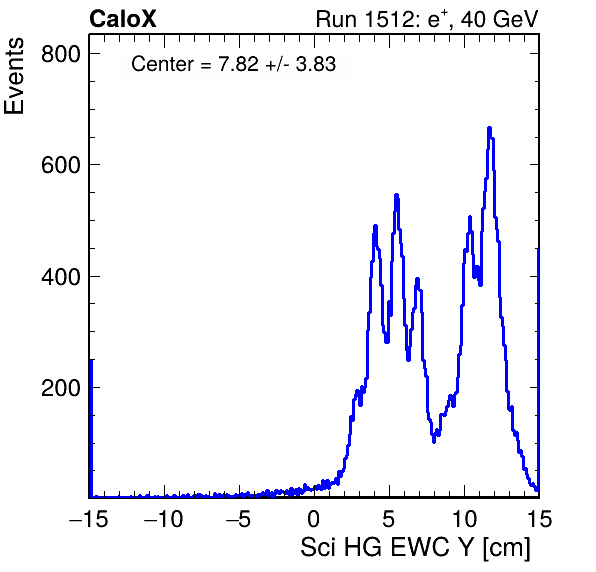 CaloX Run 1512: e⁺, 40 GeV
Center = 7.82 +/- 3.83
Events
800
600
400
200
−15 −10 −5 0 5 10 15
Sci HG EWC Y [cm]